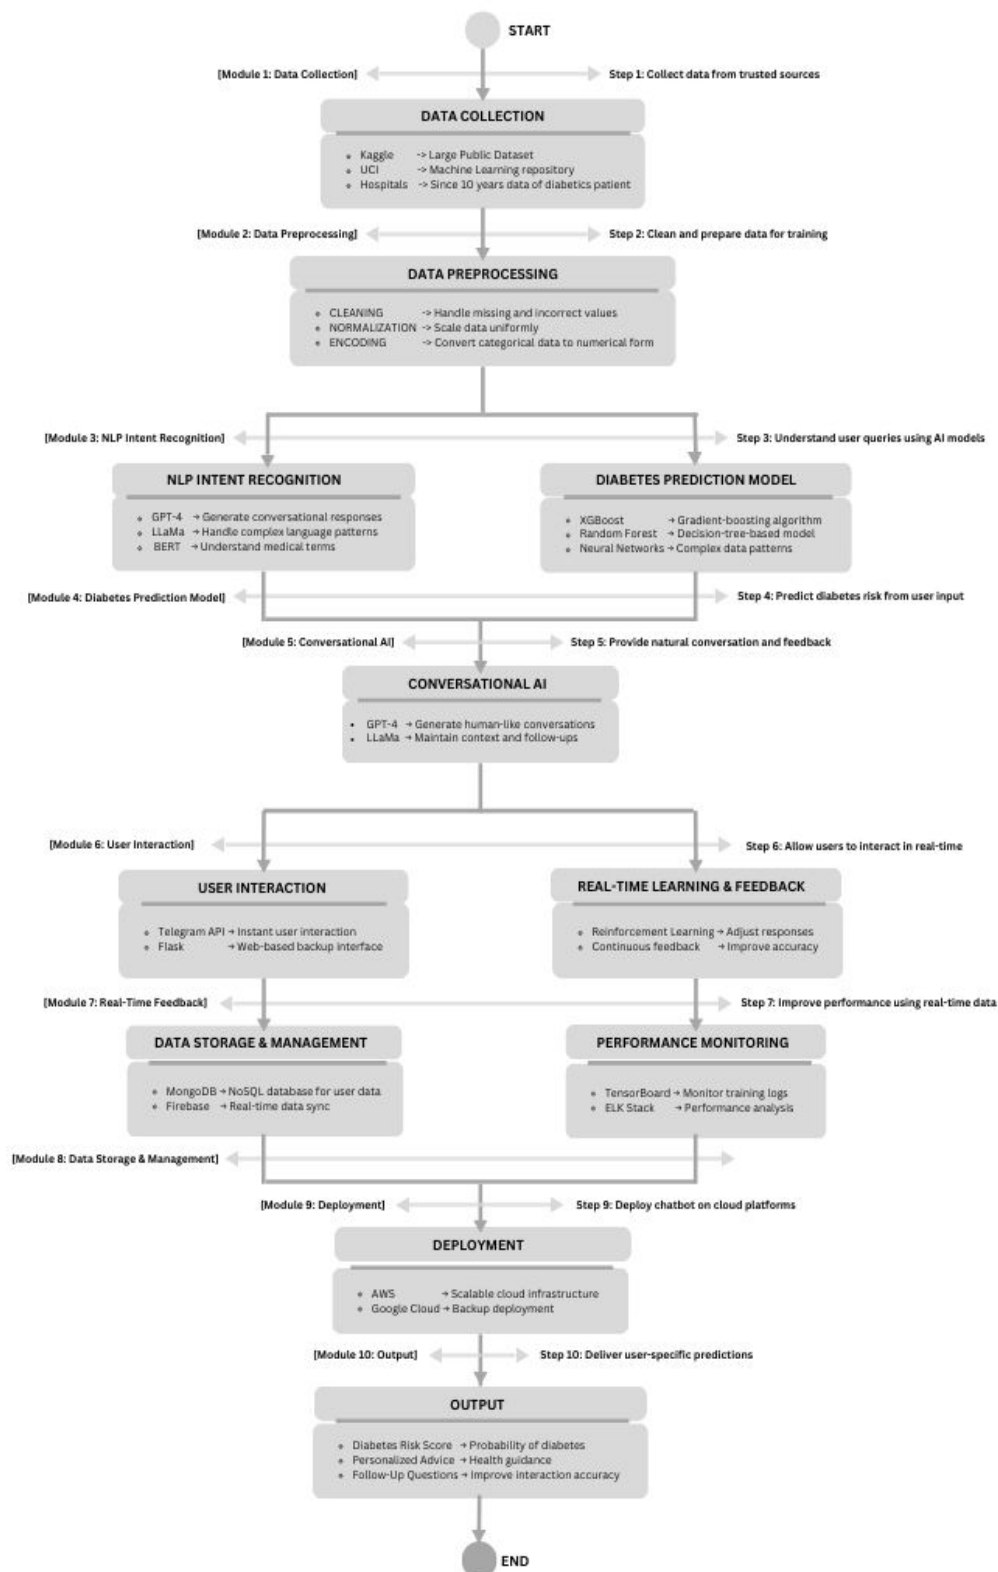 START
[Module 1: Data Collection] Step 1: Collect data from trusted sources
DATA COLLECTION
Kaggle -> Large Public Dataset
UCI -> Machine Learning repository
Hospitals -> Since 10 years data of diabetics patient
[Module 2: Data Preprocessing] Step 2: Clean and prepare data for training
DATA PREPROCESSING
CLEANING -> Handle missing and incorrect values
NORMALIZATION -> Scale data uniformly
ENCODING -> Convert categorical data to numerical form
[Module 3: NLP Intent Recognition] Step 3: Understand user queries using AI models
NLP INTENT RECOGNITION
GPT-4 → Generate conversational responses
LLaMa → Handle complex language patterns
BERT → Understand medical terms
DIABETES PREDICTION MODEL
XGBoost → Gradient-boosting algorithm
Random Forest → Decision-tree-based model
Neural Networks → Complex data patterns
[Module 4: Diabetes Prediction Model] Step 4: Predict diabetes risk from user input
[Module 5: Conversational AI] Step 5: Provide natural conversation and feedback
CONVERSATIONAL AI
GPT-4 → Generate human-like conversations
LLaMa → Maintain context and follow-ups
[Module 6: User Interaction] Step 6: Allow users to interact in real-time
USER INTERACTION
Telegram API → Instant user interaction
Flask → Web-based backup interface
REAL-TIME LEARNING & FEEDBACK
Reinforcement Learning → Adjust responses
Continuous feedback → Improve accuracy
[Module 7: Real-Time Feedback] Step 7: Improve performance using real-time data
DATA STORAGE & MANAGEMENT
MongoDB → NoSQL database for user data
Firebase → Real-time data sync
PERFORMANCE MONITORING
TensorBoard → Monitor training logs
ELK Stack → Performance analysis
[Module 8: Data Storage & Management]
[Module 9: Deployment] Step 9: Deploy chatbot on cloud platforms
DEPLOYMENT
AWS → Scalable cloud infrastructure
Google Cloud → Backup deployment
[Module 10: Output] Step 10: Deliver user-specific predictions
OUTPUT
Diabetes Risk Score → Probability of diabetes
Personalized Advice → Health guidance
Follow-Up Questions → Improve interaction accuracy
END